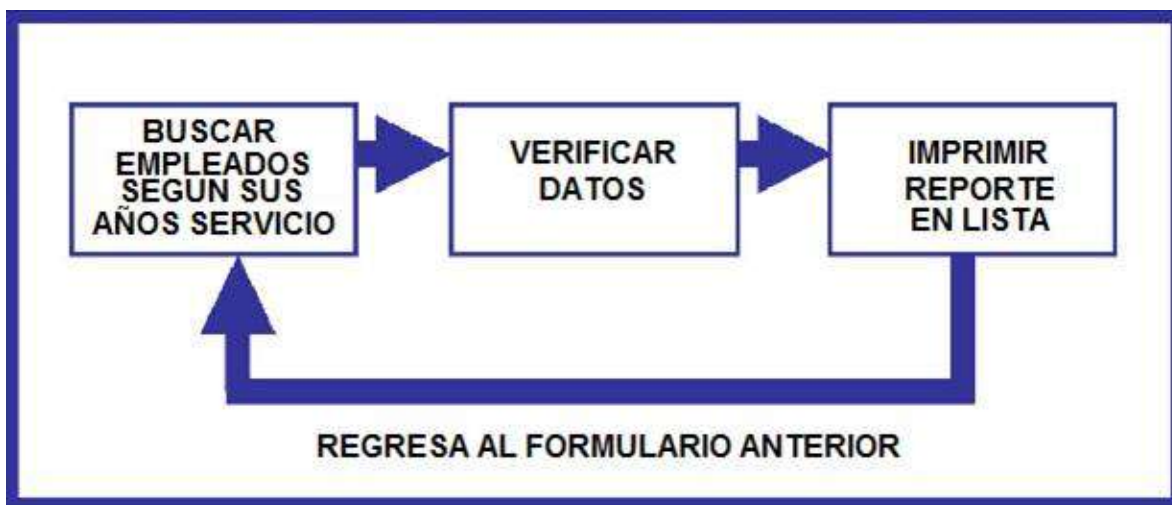 BUSCAR
EMPLEADOS
SEGUN SUS
AÑOS SERVICIO
VERIFICAR
DATOS
IMPRIMIR
REPORTE
EN LISTA
REGRESA AL FORMULARIO ANTERIOR